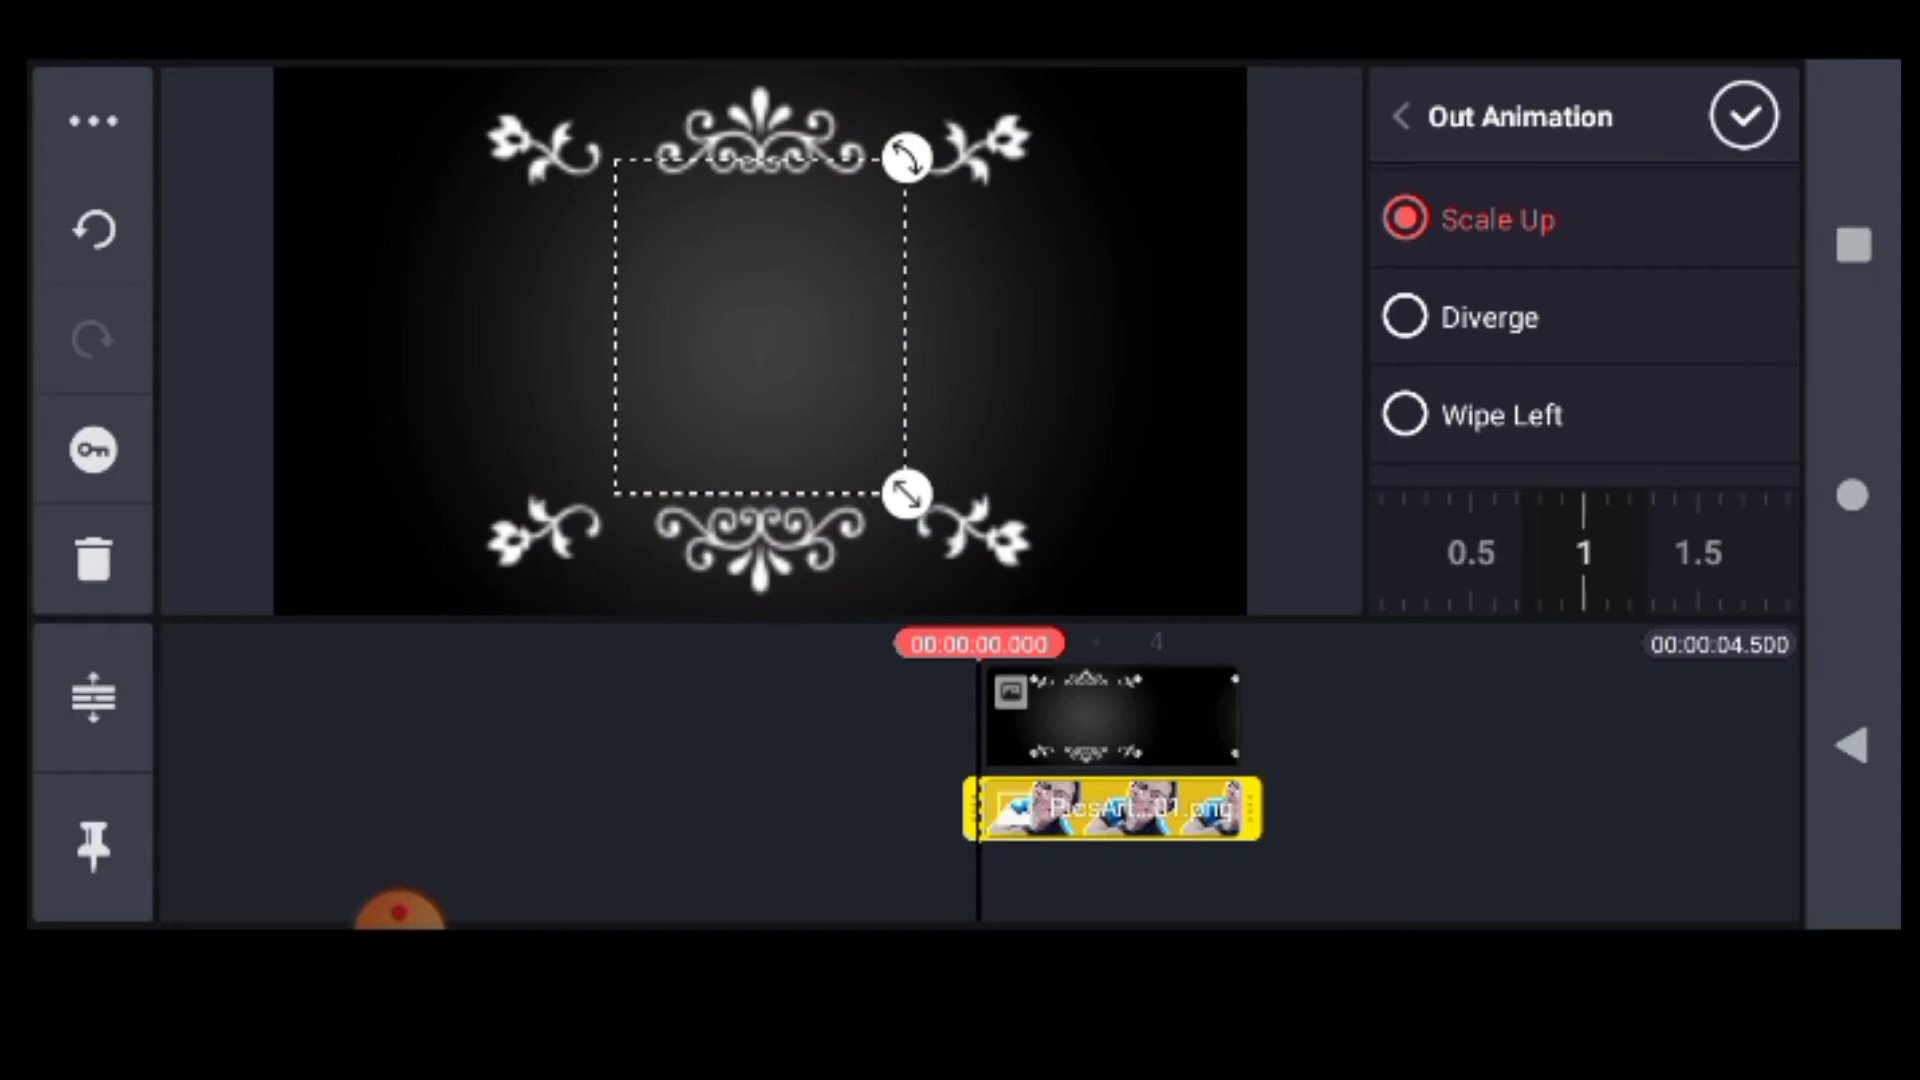 Out Animation
Scale Up
Diverge
Wipe Left
0.5 1 1.5
00:00:00.000 4 00:00:04.500
PicsArt...01.png